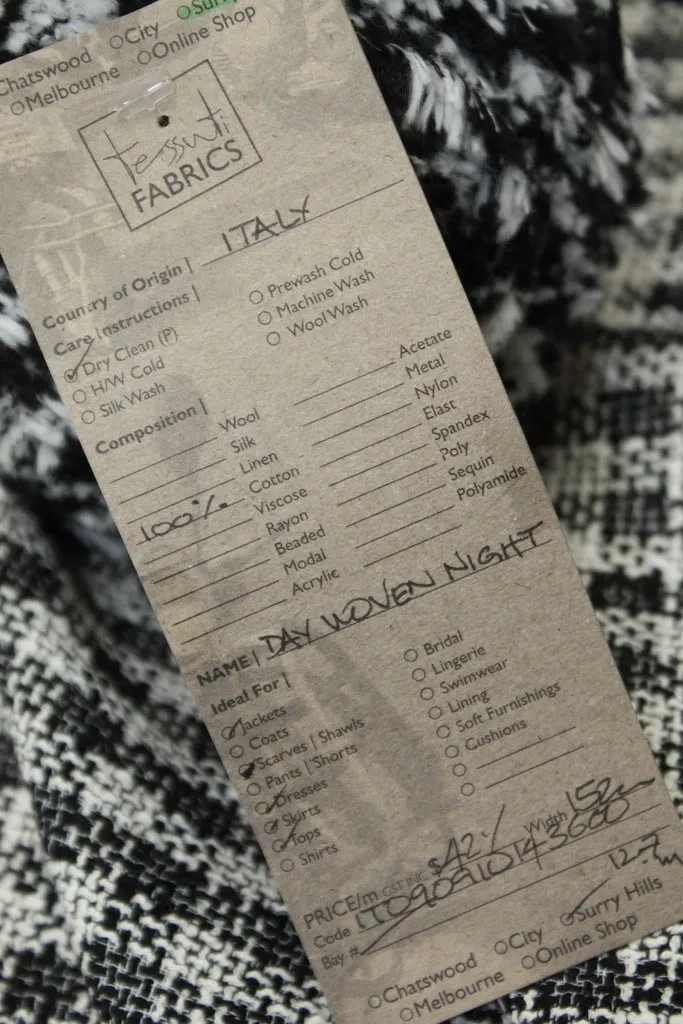 Chatswood City Surry
Melbourne Online Shop
tessuti
FABRICS
Country of Origin | ITALY
Care Instructions |
Dry Clean (P)
H/W Cold
Silk Wash
Prewash Cold
Machine Wash
Wool Wash
Composition |
Wool
Silk
Linen
100% Cotton
Viscose
Rayon
Beaded
Modal
Acrylic
Acetate
Metal
Nylon
Elast
Spandex
Poly
Sequin
Polyamide
NAME | DAY WOVEN NIGHT
Ideal For |
Jackets
Coats
Scarves | Shawls
Pants | Shorts
Dresses
Skirts
Tops
Shirts
Bridal
Lingerie
Swimwear
Lining
Soft Furnishings
Cushions
PRICE/m GST INC $42.- Width 152cm
Code IT090910143600
Bay # 12.7m
Chatswood City Surry Hills
Melbourne Online Shop